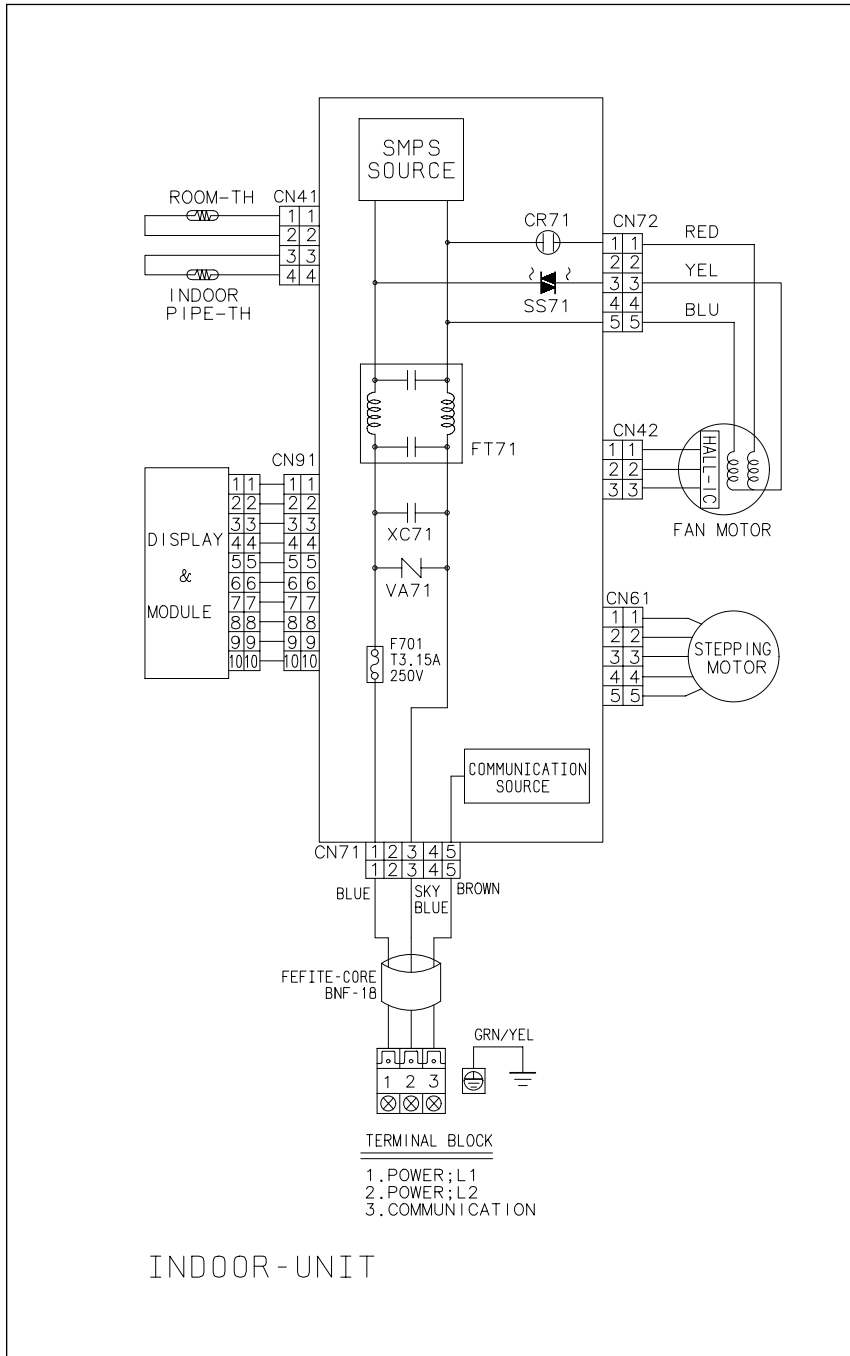 SMPS
SOURCE
ROOM-TH
CN41
1 1
2 2
3 3
4 4
INDOOR
PIPE-TH
CR71
SS71
CN72
1 1
2 2
3 3
4 4
5 5
RED
YEL
BLU
FT71
CN42
1 1
2 2
3 3
HALL-IC
FAN MOTOR
CN91
DISPLAY
&
MODULE
1 1 1 1
2 2 2 2
3 3 3 3
4 4 4 4
5 5 5 5
6 6 6 6
7 7 7 7
8 8 8 8
9 9 9 9
10 10 10 10
XC71
VA71
F701
T3.15A
250V
CN61
1 1
2 2
3 3
4 4
5 5
STEPPING
MOTOR
COMMUNICATION
SOURCE
CN71
1 2 3 4 5
1 2 3 4 5
BLUE
SKY
BLUE
BROWN
FEFITE-CORE
BNF-18
GRN/YEL
1 2 3
TERMINAL BLOCK
1.POWER;L1
2.POWER;L2
3.COMMUNICATION
INDOOR-UNIT